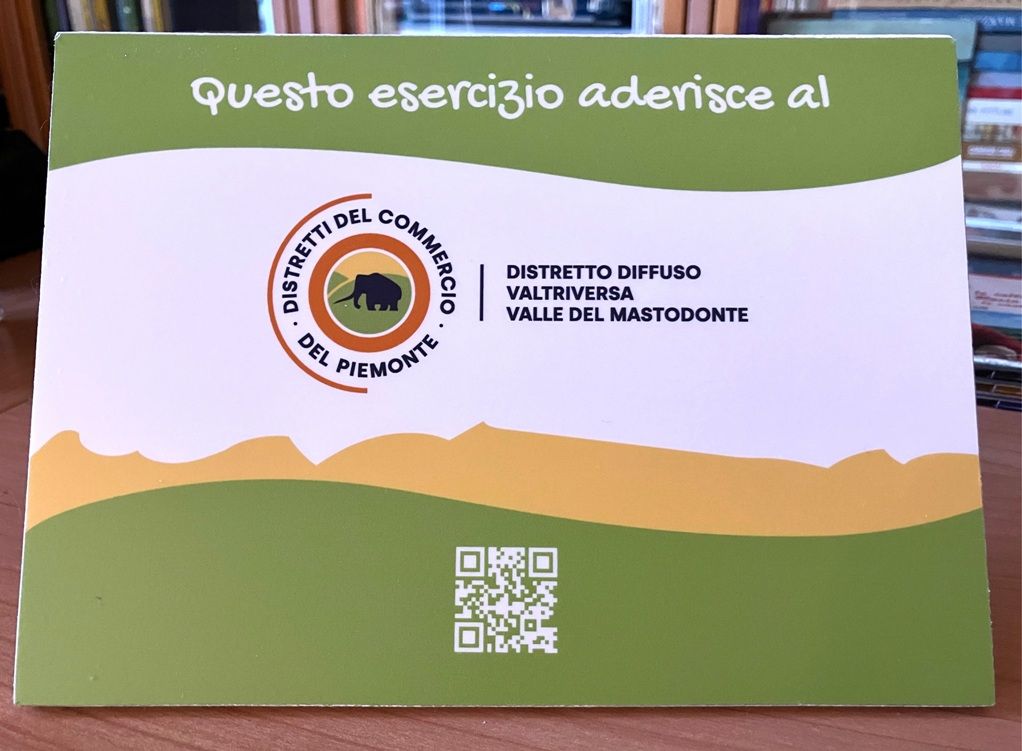 Questo esercizio aderisce al
DISTRETTI DEL COMMERCIO
· DEL PIEMONTE ·
DISTRETTO DIFFUSO
VALTRIVERSA
VALLE DEL MASTODONTE